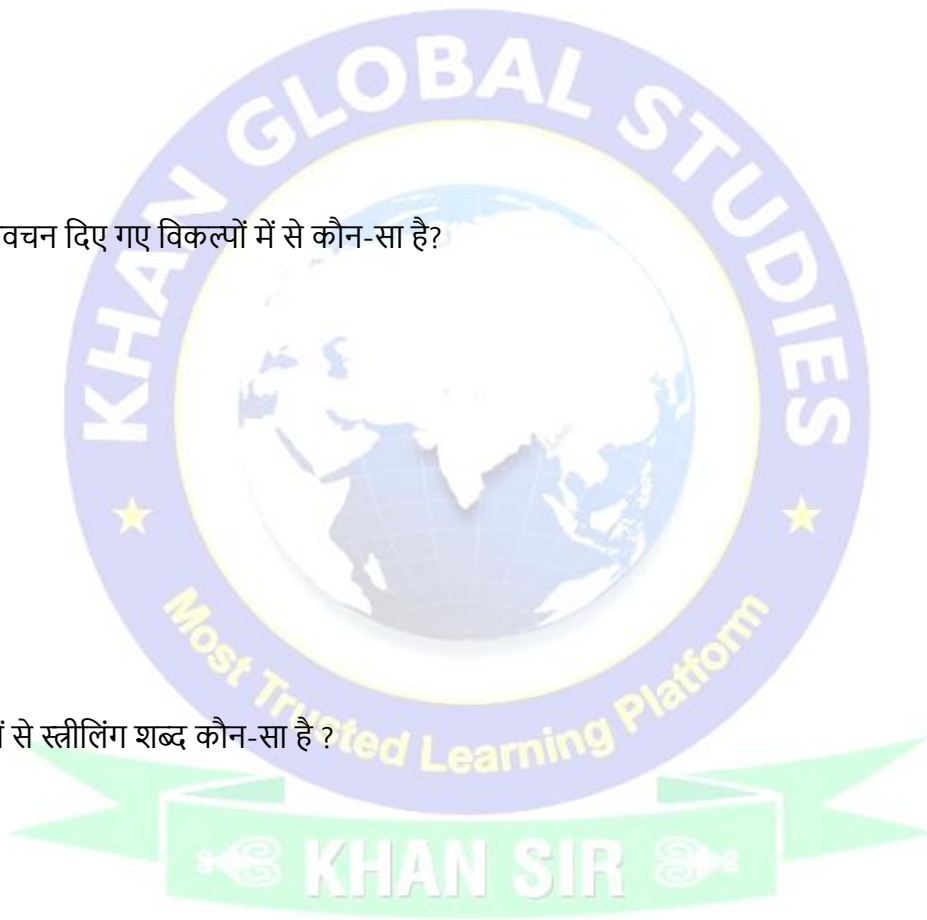 KHAN GLOBAL STUDIES
वचन दिए गए विकल्पों में से कौन-सा है?
से स्त्रीलिंग शब्द कौन-सा है ?
Most Trusted Learning Platform
KHAN SIR